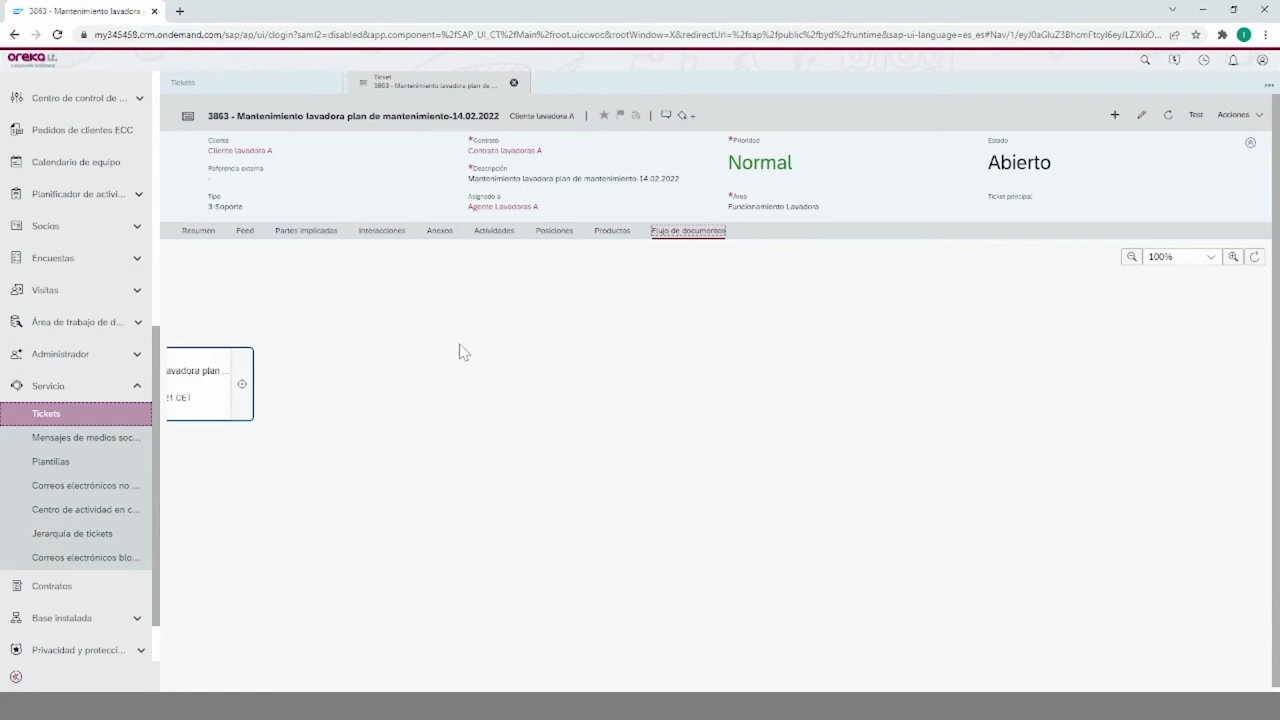 3863 - Mantenimiento lavadora
my345458.crm.ondemand.com/sap/ap/ui/clogin?saml2=disabled&app.component=%2fSAP_UI_CT%2fMain%2froot.uiccwoc&rootWindow=X&redirectUrl=%2fsap%2fpublic%2fbyd%2fruntime&sap-ui-language=es_es#Nav/1/
oreka i.t.
Tickets
Ticket
3863 - Mantenimiento lavadora plan de ...
Centro de control de ...
Pedidos de clientes ECC
Calendario de equipo
Planificador de activi...
Socios
Encuestas
Visitas
Área de trabajo de d...
Administrador
Servicio
Tickets
Mensajes de medios soc...
Plantillas
Correos electrónicos no ...
Centro de actividad en c...
Jerarquía de tickets
Correos electrónicos blo...
Contratos
Base instalada
Privacidad y protecci...
3863 - Mantenimiento lavadora plan de mantenimiento-14.02.2022 Cliente lavadora A
Test
Acciones
Cliente
Cliente lavadora A
Referencia externa
-
Tipo
3-Soporte
*Contrato
Contrato lavadoras A
*Descripción
Mantenimiento lavadora plan de mantenimiento-14.02.2022
Asignado a
Agente Lavadoras A
*Prioridad
Normal
*Área
Funcionamiento Lavadora
Estado
Abierto
Ticket principal
Resumen Feed Partes implicadas Interacciones Anexos Actividades Posiciones Productos Flujo de documentos
100%
avadora plan ...
21 CET